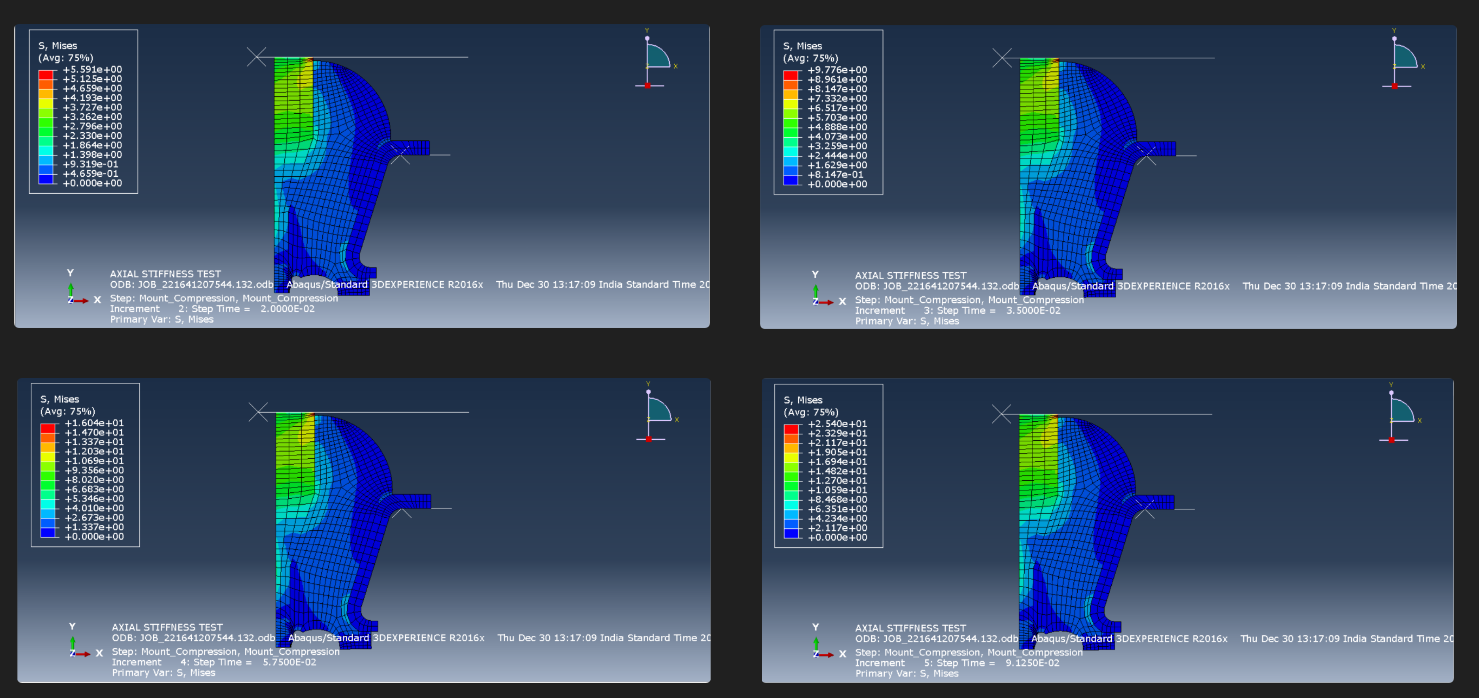 S, Mises
(Avg: 75%)
+5.591e+00
+5.125e+00
+4.659e+00
+4.193e+00
+3.727e+00
+3.262e+00
+2.796e+00
+2.330e+00
+1.864e+00
+1.398e+00
+9.319e-01
+4.659e-01
+0.000e+00
Y
X
Y
Z X
AXIAL STIFFNESS TEST
ODB: JOB_221641207544.132.odb Abaqus/Standard 3DEXPERIENCE R2016x Thu Dec 30 13:17:09 India Standard Time 20
Step: Mount_Compression, Mount_Compression
Increment 2: Step Time = 2.0000E-02
Primary Var: S, Mises
S, Mises
(Avg: 75%)
+9.776e+00
+8.961e+00
+8.147e+00
+7.332e+00
+6.517e+00
+5.703e+00
+4.888e+00
+4.073e+00
+3.259e+00
+2.444e+00
+1.629e+00
+8.147e-01
+0.000e+00
Y
X
Y
Z X
AXIAL STIFFNESS TEST
ODB: JOB_221641207544.132.odb Abaqus/Standard 3DEXPERIENCE R2016x Thu Dec 30 13:17:09 India Standard Time 20
Step: Mount_Compression, Mount_Compression
Increment 3: Step Time = 3.5000E-02
Primary Var: S, Mises
S, Mises
(Avg: 75%)
+1.604e+01
+1.470e+01
+1.337e+01
+1.203e+01
+1.069e+01
+9.356e+00
+8.020e+00
+6.683e+00
+5.346e+00
+4.010e+00
+2.673e+00
+1.337e+00
+0.000e+00
Y
X
Y
Z X
AXIAL STIFFNESS TEST
ODB: JOB_221641207544.132.odb Abaqus/Standard 3DEXPERIENCE R2016x Thu Dec 30 13:17:09 India Standard Time 20
Step: Mount_Compression, Mount_Compression
Increment 4: Step Time = 5.7500E-02
Primary Var: S, Mises
S, Mises
(Avg: 75%)
+2.540e+01
+2.329e+01
+2.117e+01
+1.905e+01
+1.694e+01
+1.482e+01
+1.270e+01
+1.059e+01
+8.468e+00
+6.351e+00
+4.234e+00
+2.117e+00
+0.000e+00
Y
X
Y
Z X
AXIAL STIFFNESS TEST
ODB: JOB_221641207544.132.odb Abaqus/Standard 3DEXPERIENCE R2016x Thu Dec 30 13:17:09 India Standard Time 20
Step: Mount_Compression, Mount_Compression
Increment 5: Step Time = 9.1250E-02
Primary Var: S, Mises